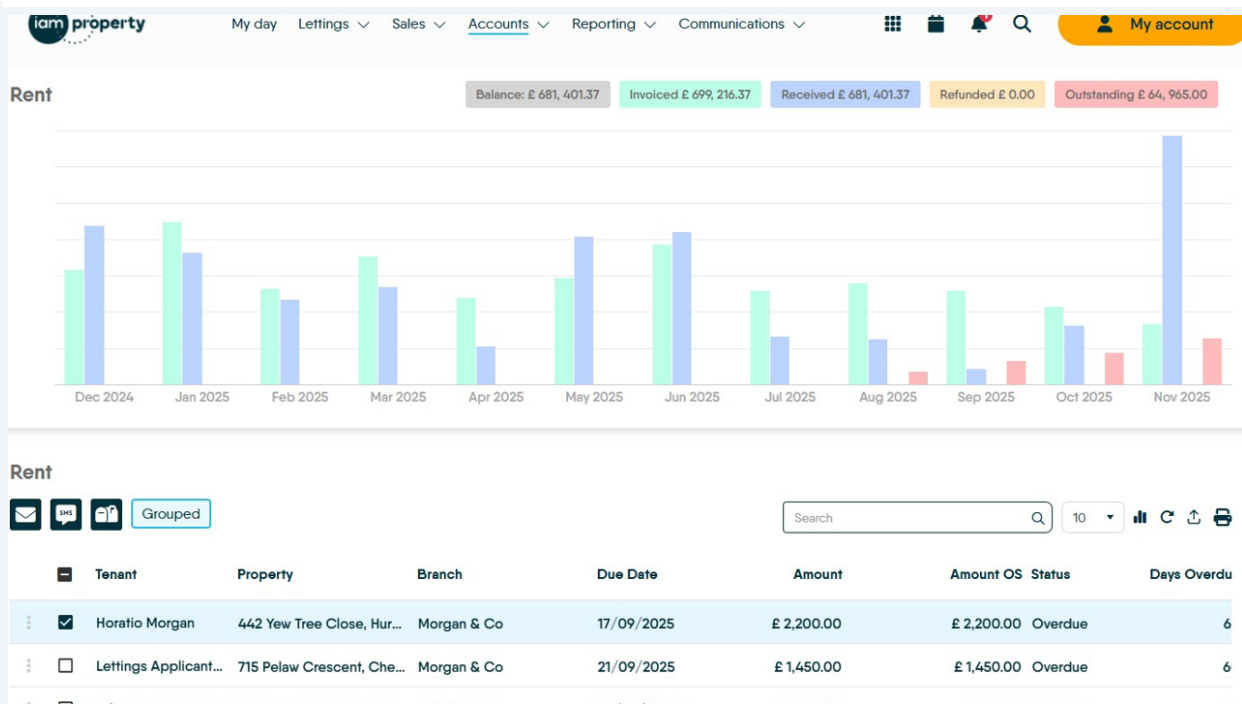 iam property My day Lettings Sales Accounts Reporting Communications My account
Rent Balance: £ 681, 401.37 Invoiced £ 699, 216.37 Received £ 681, 401.37 Refunded £ 0.00 Outstanding £ 64, 965.00
Dec 2024 Jan 2025 Feb 2025 Mar 2025 Apr 2025 May 2025 Jun 2025 Jul 2025 Aug 2025 Sep 2025 Oct 2025 Nov 2025
Rent
SMS Grouped Search 10
Tenant Property Branch Due Date Amount Amount OS Status Days Overdu
Horatio Morgan 442 Yew Tree Close, Hur... Morgan & Co 17/09/2025 £ 2,200.00 £ 2,200.00 Overdue 6
Lettings Applicant... 715 Pelaw Crescent, Che... Morgan & Co 21/09/2025 £ 1,450.00 £ 1,450.00 Overdue 6